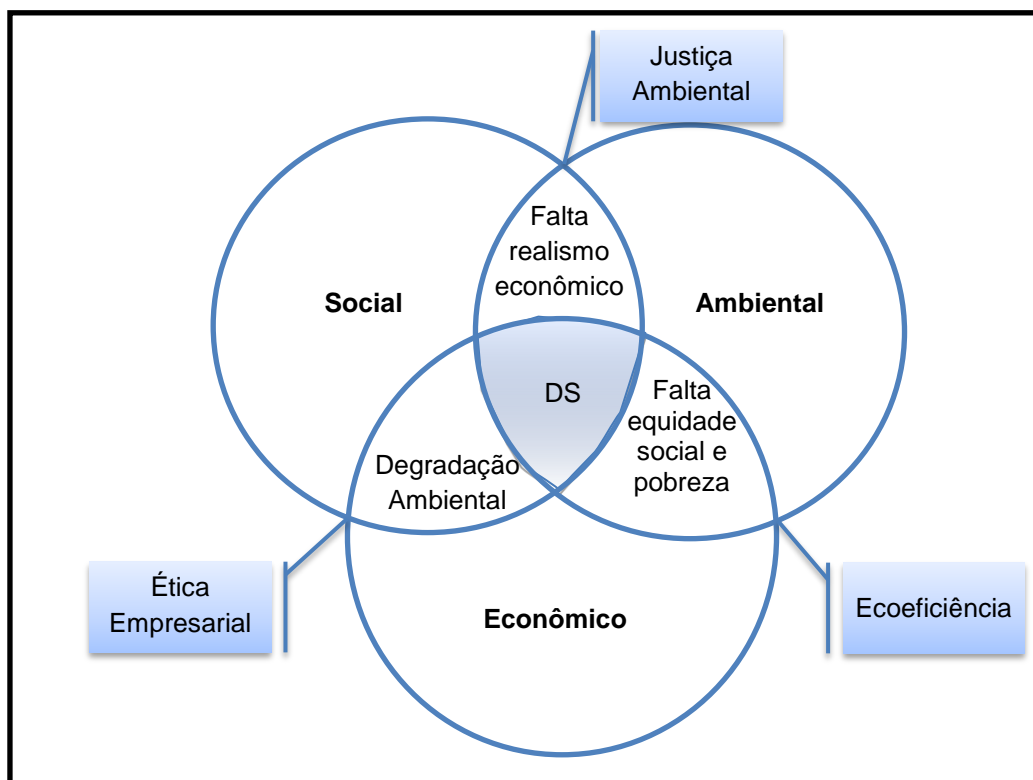 Justiça
Ambiental
Falta
realismo
econômico
Social
Ambiental
DS
Falta
equidade
social e
pobreza
Degradação
Ambiental
Ética
Empresarial
Econômico
Ecoeficiência